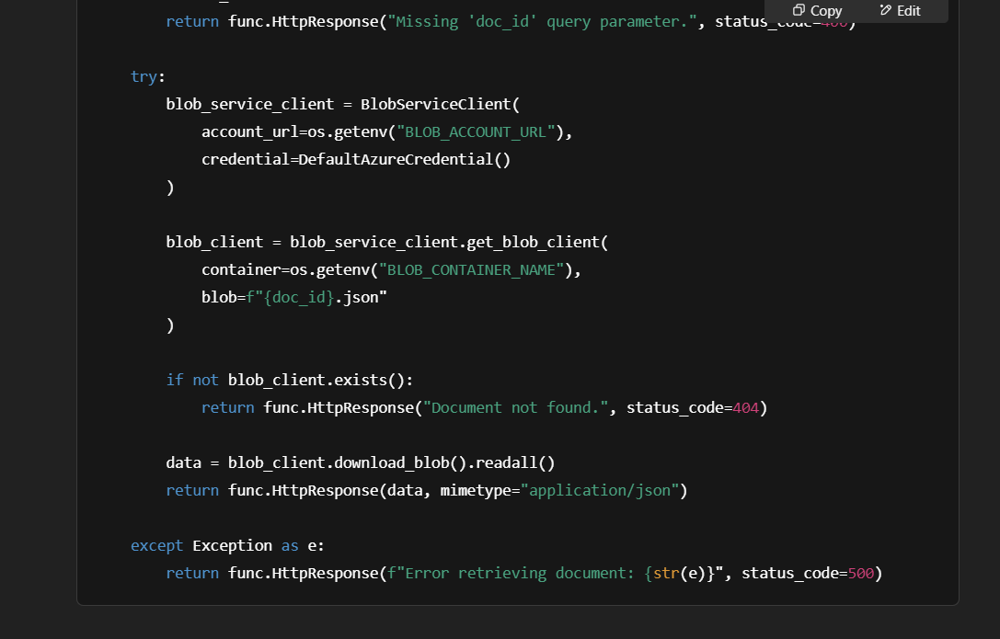 Copy Edit
return func.HttpResponse("Missing 'doc_id' query parameter.", status_code=400)
try:
blob_service_client = BlobServiceClient(
account_url=os.getenv("BLOB_ACCOUNT_URL"),
credential=DefaultAzureCredential()
)
blob_client = blob_service_client.get_blob_client(
container=os.getenv("BLOB_CONTAINER_NAME"),
blob=f"{doc_id}.json"
)
if not blob_client.exists():
return func.HttpResponse("Document not found.", status_code=404)
data = blob_client.download_blob().readall()
return func.HttpResponse(data, mimetype="application/json")
except Exception as e:
return func.HttpResponse(f"Error retrieving document: {str(e)}", status_code=500)